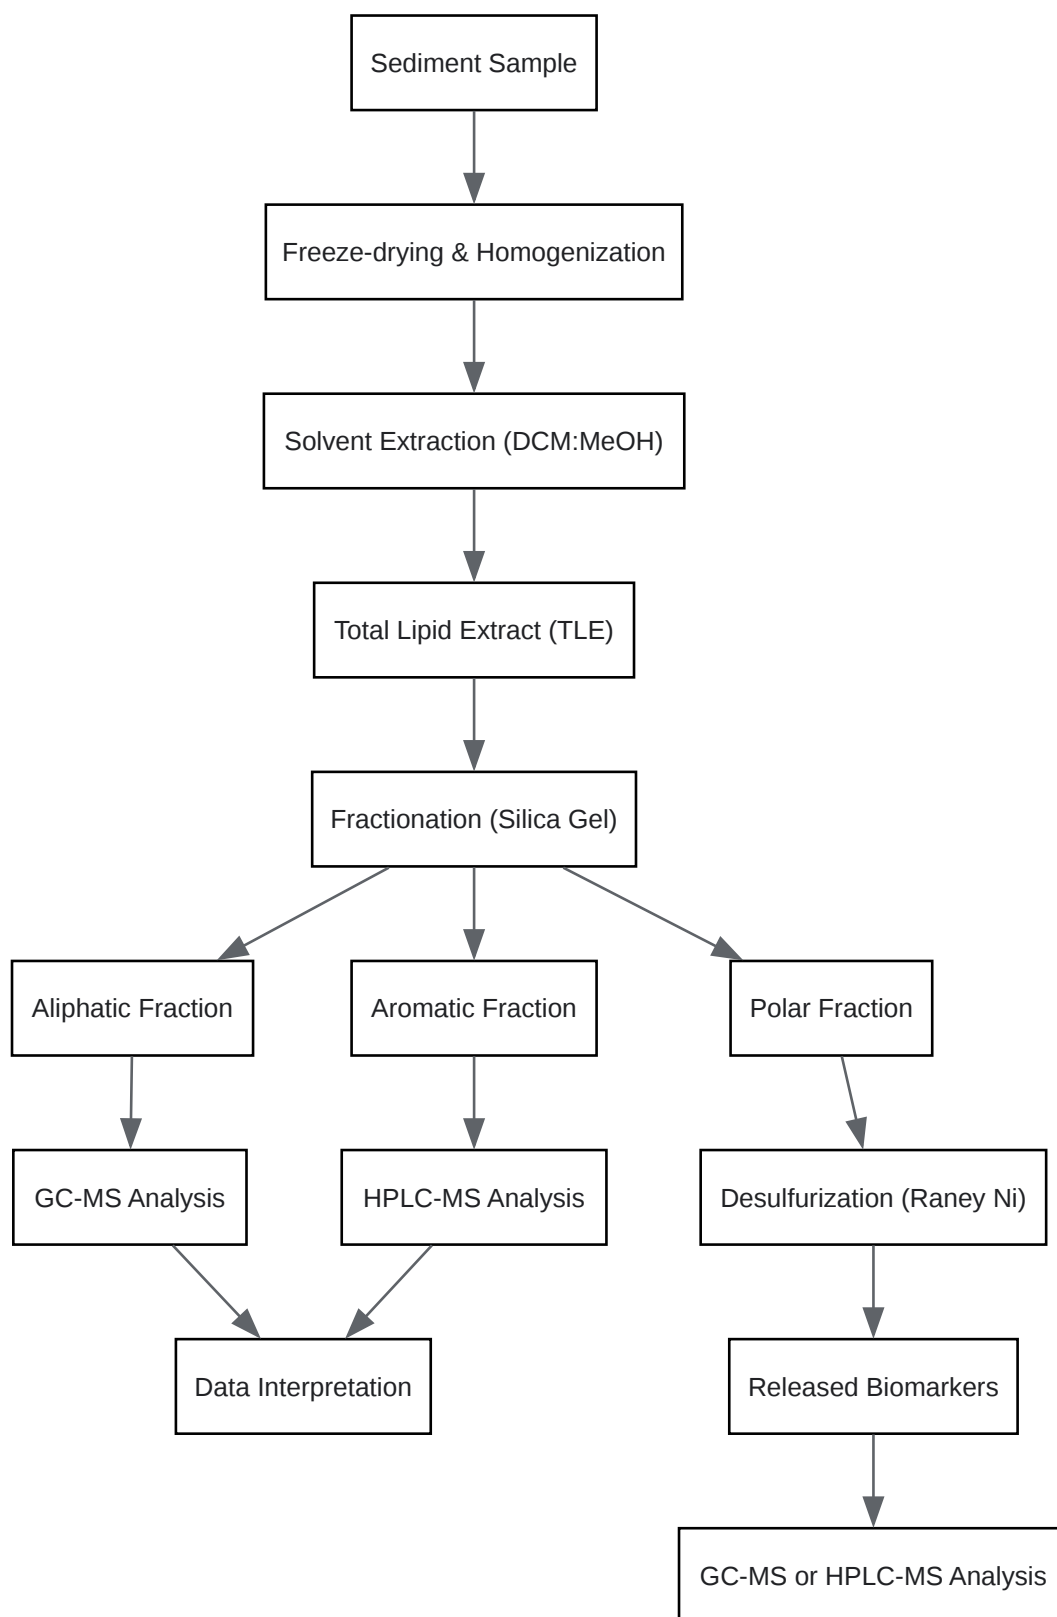 Sediment Sample
Freeze-drying & Homogenization
Solvent Extraction (DCM:MeOH)
Total Lipid Extract (TLE)
Fractionation (Silica Gel)
Aliphatic Fraction
Aromatic Fraction
Polar Fraction
GC-MS Analysis
HPLC-MS Analysis
Desulfurization (Raney Ni)
Data Interpretation
Released Biomarkers
GC-MS or HPLC-MS Analysis